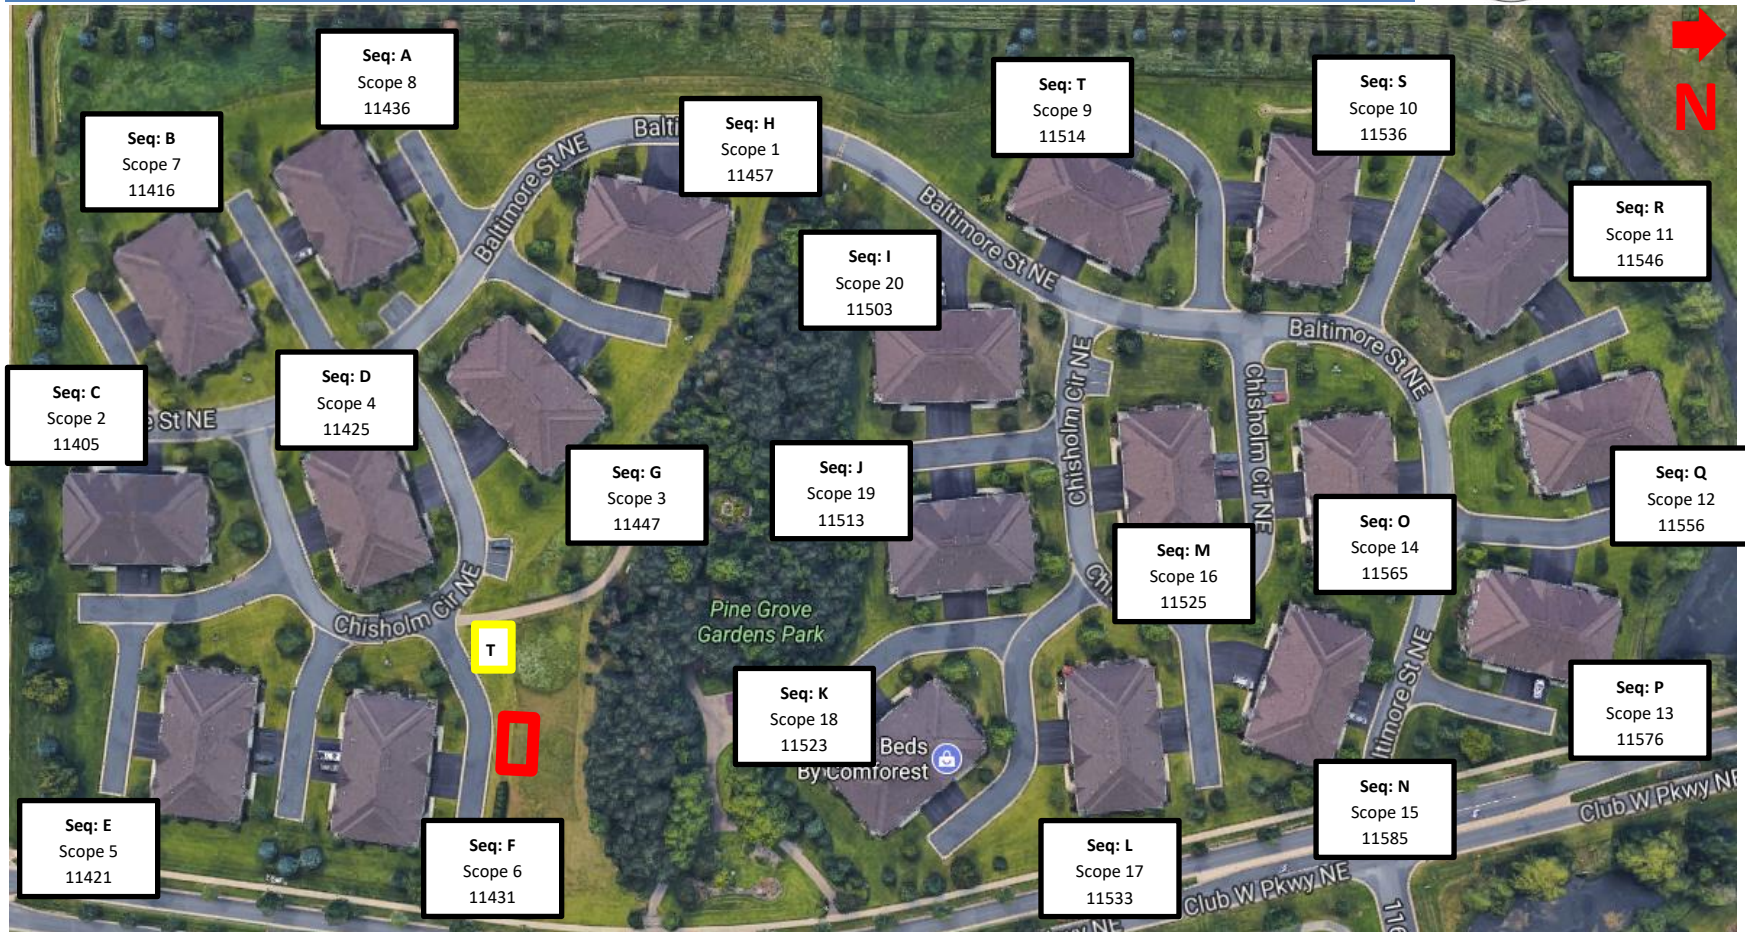 Seq: A
Scope 8
11436
Seq: B
Scope 7
11416
Seq: H
Scope 1
11457
Seq: T
Scope 9
11514
Seq: S
Scope 10
11536
N
Seq: R
Scope 11
11546
Seq: I
Scope 20
11503
Baltimore St NE
Baltimore St NE
Baltimore St NE
Seq: C
Scope 2
11405
St NE
Seq: D
Scope 4
11425
Seq: G
Scope 3
11447
Seq: J
Scope 19
11513
Chisholm Cir NE
Chisholm Cir NE
Seq: M
Scope 16
11525
Seq: O
Scope 14
11565
Seq: Q
Scope 12
11556
Chisholm Cir NE
T
Pine Grove
Gardens Park
Seq: K
Scope 18
11523
Beds
By Comforest
Seq: P
Scope 13
11576
ltimore St NE
Seq: E
Scope 5
11421
Seq: F
Scope 6
11431
Seq: L
Scope 17
11533
Seq: N
Scope 15
11585
Club W Pkwy NE
Club W Pkwy NE